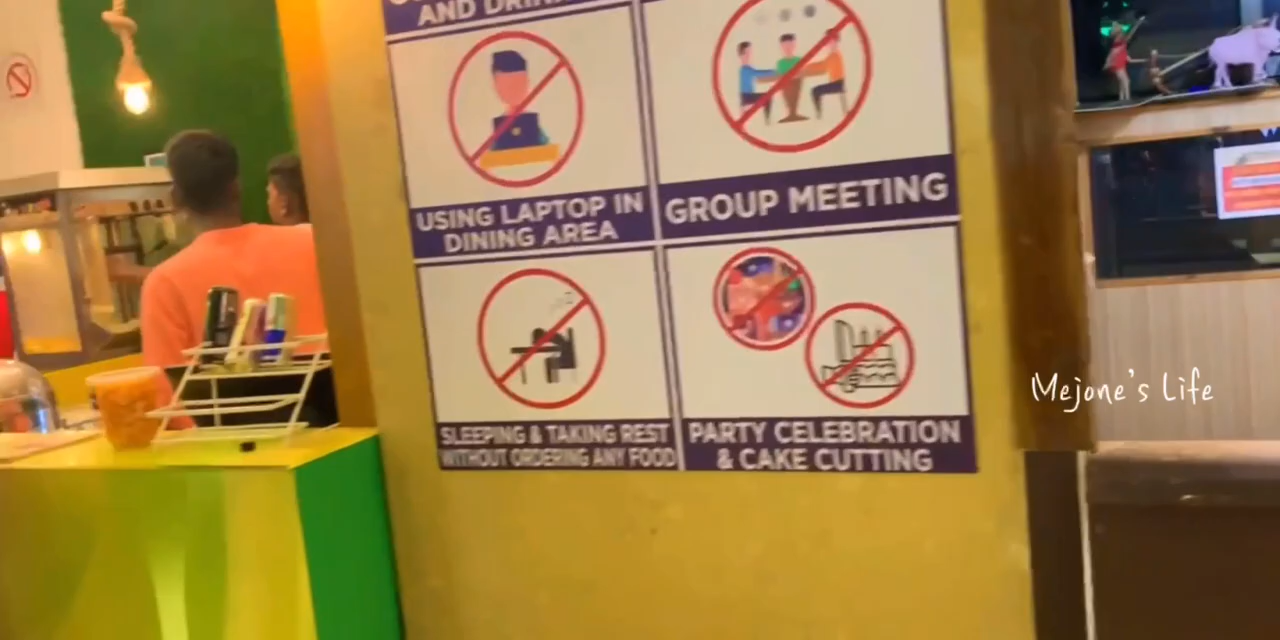 AND
USING LAPTOP IN
DINING AREA
GROUP MEETING
SLEEPING & TAKING REST
WITHOUT ORDERING ANY FOOD
PARTY CELEBRATION
& CAKE CUTTING
Mejone's Life